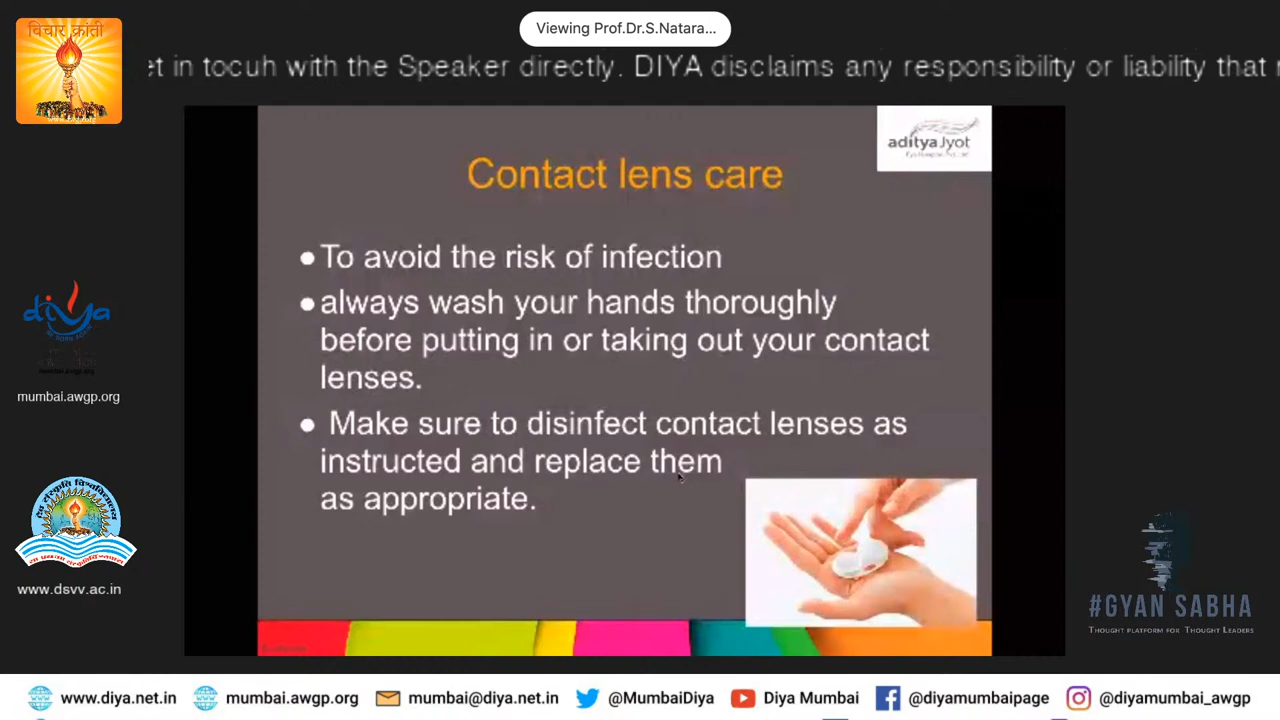 विचार क्रांती
www.awgp.org
Viewing Prof.Dr.S.Natara...
et in tocuh with the Speaker directly. DIYA disclaims any responsibility or liability that
adityaJyot
Contact lens care
●To avoid the risk of infection
●always wash your hands thoroughly
before putting in or taking out your contact
lenses.
● Make sure to disinfect contact lenses as
instructed and replace them
as appropriate.
diya
mumbai.awgp.org
www.dsvv.ac.in
#GYAN SABHA
THOUGHT PLATFORM FOR THOUGHT LEADERS
www.diya.net.in mumbai.awgp.org mumbai@diya.net.in @MumbaiDiya Diya Mumbai @diyamumbaipage @diyamumbai_awgp